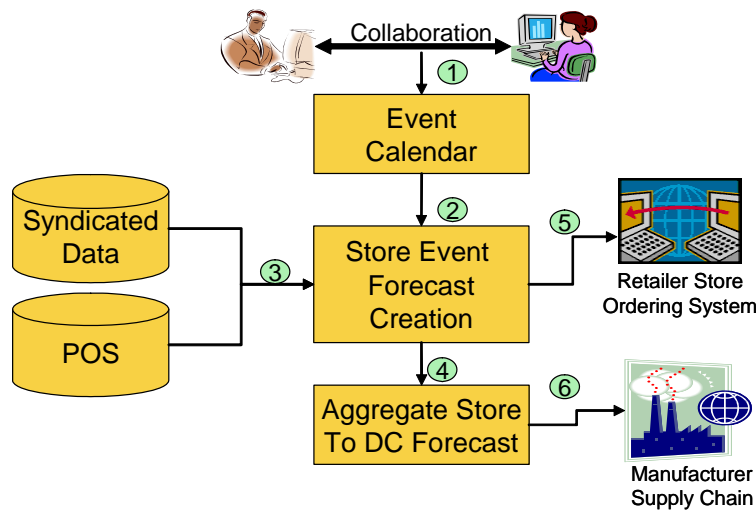 Collaboration
1
Event
Calendar
2
Syndicated
Data
POS
3
Store Event
Forecast
Creation
5
Retailer Store
Ordering System
4
Aggregate Store
To DC Forecast
6
Manufacturer
Supply Chain